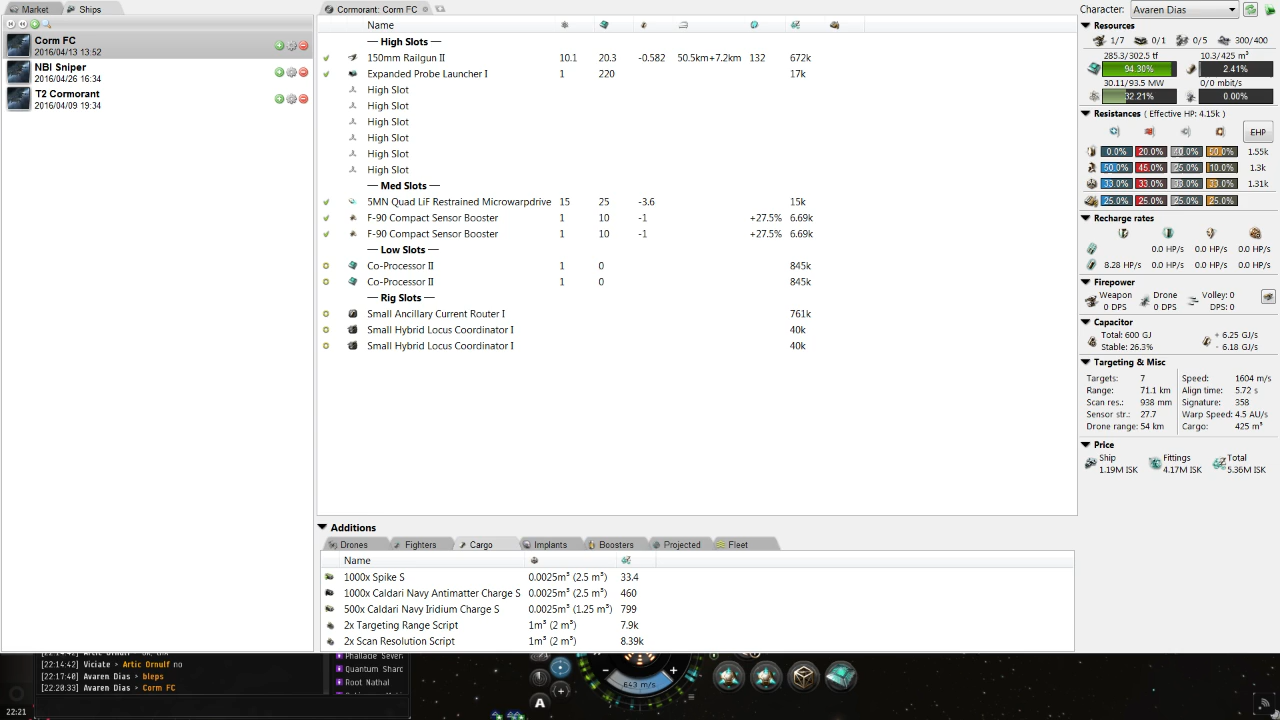 Market
Ships
Corm FC
2016/04/13 13:52
NBI Sniper
2016/04/26 16:34
T2 Cormorant
2016/04/09 19:34
Cormorant: Corm FC
Name
— High Slots —
150mm Railgun II 10.1 20.3 -0.582 50.5km+7.2km 132 672k
Expanded Probe Launcher I 1 220 17k
High Slot
High Slot
High Slot
High Slot
High Slot
High Slot
— Med Slots —
5MN Quad LiF Restrained Microwarpdrive 15 25 -3.6 15k
F-90 Compact Sensor Booster 1 10 -1 +27.5% 6.69k
F-90 Compact Sensor Booster 1 10 -1 +27.5% 6.69k
— Low Slots —
Co-Processor II 1 0 845k
Co-Processor II 1 0 845k
— Rig Slots —
Small Ancillary Current Router I 761k
Small Hybrid Locus Coordinator I 40k
Small Hybrid Locus Coordinator I 40k
Additions
Drones Fighters Cargo Implants Boosters Projected Fleet
Name
1000x Spike S 0.0025m³ (2.5 m³) 33.4
1000x Caldari Navy Antimatter Charge S 0.0025m³ (2.5 m³) 460
500x Caldari Navy Iridium Charge S 0.0025m³ (1.25 m³) 799
2x Targeting Range Script 1m³ (2 m³) 7.9k
2x Scan Resolution Script 1m³ (2 m³) 8.39k
Character: Avaren Dias
Resources
1/7 0/1 0/5 300/400
285.3/302.5 tf 10.3/425 m³
94.30% 2.41%
30.11/93.5 MW 0/0 mbit/s
32.21% 0.00%
Resistances ( Effective HP: 4.15k )
EHP
0.0% 20.0% 40.0% 50.0% 1.55k
50.0% 45.0% 25.0% 10.0% 1.3k
33.0% 33.0% 33.0% 33.0% 1.31k
25.0% 25.0% 25.0% 25.0%
Recharge rates
0.0 HP/s 0.0 HP/s 0.0 HP/s
8.28 HP/s 0.0 HP/s 0.0 HP/s 0.0 HP/s
Firepower
Weapon 0 DPS
Drone 0 DPS
Volley: 0
DPS: 0
Capacitor
Total: 600 GJ + 6.25 GJ/s
Stable: 26.3% - 6.18 GJ/s
Targeting & Misc
Targets: 7 Speed: 1604 m/s
Range: 71.1 km Align time: 5.72 s
Scan res.: 938 mm Signature: 358
Sensor str.: 27.7 Warp Speed: 4.5 AU/s
Drone range: 54 km Cargo: 425 m³
Price
Ship 1.19M ISK
Fittings 4.17M ISK
Total 5.36M ISK
[22:14:42] Viciate > Artic Ornulf no
[22:17:48] Avaren Dias > bleps
[22:20:33] Avaren Dias > Corm FC
Quantum Shard
Root Nathal
643 m/s
A
22:21